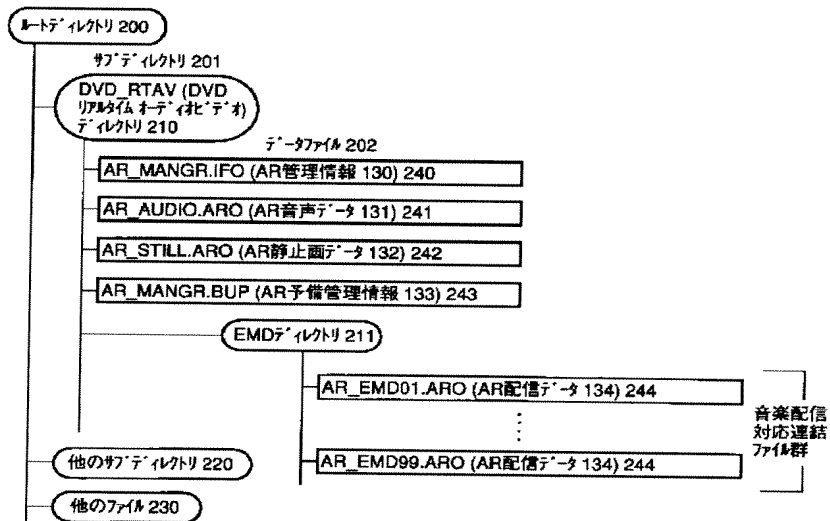 ルートディレクトリ 200
サブディレクトリ 201
DVD_RTAV (DVD
リアルタイム オーディオビデオ)
ディレクトリ 210
データファイル 202
AR_MANGR.IFO (AR管理情報 130) 240
AR_AUDIO.ARO (AR音声データ 131) 241
AR_STILL.ARO (AR静止画データ 132) 242
AR_MANGR.BUP (AR予備管理情報 133) 243
EMDディレクトリ 211
AR_EMD01.ARO (AR配信データ 134) 244
AR_EMD99.ARO (AR配信データ 134) 244
音楽配信
対応連結
ファイル群
他のサブディレクトリ 220
他のファイル 230